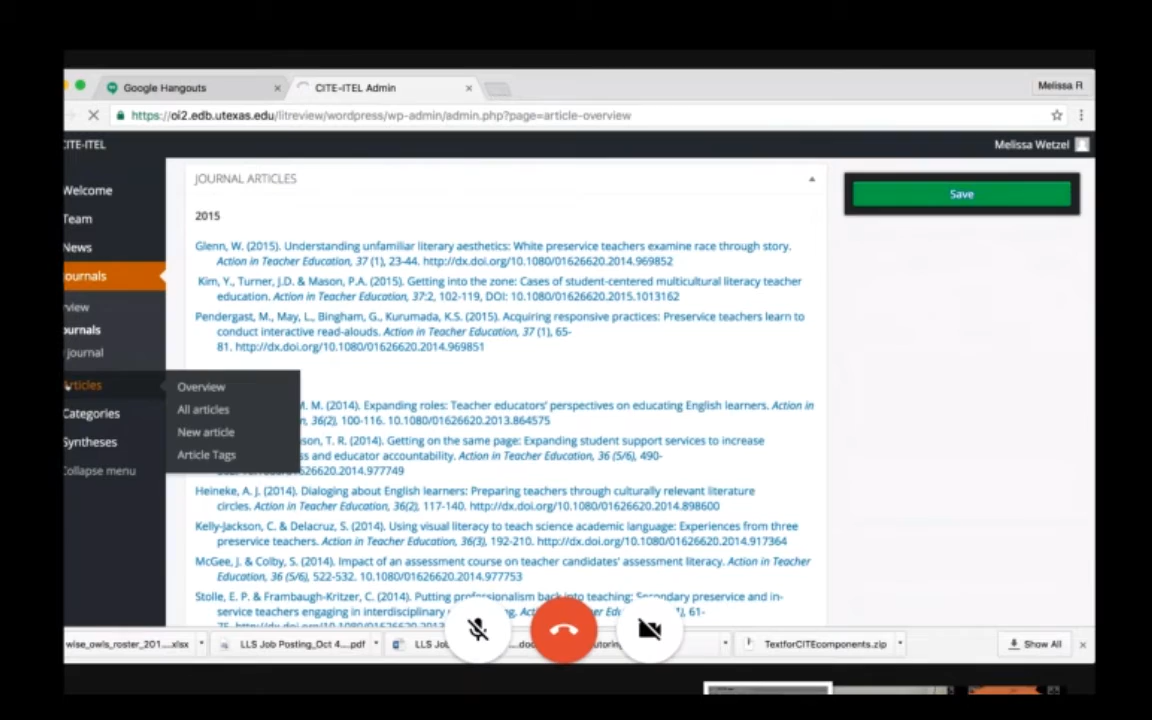 Google Hangouts
CITE-ITEL Admin
Melissa R
https://oi2.edb.utexas.edu/litreview/wordpress/wp-admin/admin.php?page=article-overview
CITE-ITEL
Melissa Wetzel
Welcome
Team
News
ournals
view
ournals
journal
Articles
Categories
Syntheses
Collapse menu
Overview
All articles
New article
Article Tags
JOURNAL ARTICLES
Save
2015
Glenn, W. (2015). Understanding unfamiliar literary aesthetics: White preservice teachers examine race through story.
Action in Teacher Education, 37 (1), 23-44. http://dx.doi.org/10.1080/01626620.2014.969852
Kim, Y., Turner, J.D. & Mason, P.A. (2015). Getting into the zone: Cases of student-centered multicultural literacy teacher
education. Action in Teacher Education, 37:2, 102-119, DOI: 10.1080/01626620.2015.1013162
Pendergast, M., May, L., Bingham, G., Kurumada, K.S. (2015). Acquiring responsive practices: Preservice teachers learn to
conduct interactive read-alouds. Action in Teacher Education, 37 (1), 65-
81. http://dx.doi.org/10.1080/01626620.2014.969851
M. (2014). Expanding roles: Teacher educators' perspectives on educating English learners. Action in
36(2), 100-116. 10.1080/01626620.2013.864575
son, T. R. (2014). Getting on the same page: Expanding student support services to increase
s and educator accountability. Action in Teacher Education, 36 (5/6), 490-
01626620.2014.977749
Heineke, A. J. (2014). Dialoging about English learners: Preparing teachers through culturally relevant literature
circles. Action in Teacher Education, 36(2), 117-140. http://dx.doi.org/10.1080/01626620.2014.898600
Kelly-Jackson, C. & Delacruz, S. (2014). Using visual literacy to teach science academic language: Experiences from three
preservice teachers. Action in Teacher Education, 36(3), 192-210. http://dx.doi.org/10.1080/01626620.2014.917364
McGee, J. & Colby, S. (2014). Impact of an assessment course on teacher candidates' assessment literacy. Action in Teacher
Education, 36 (5/6), 522-532. 10.1080/01626620.2014.977753
Stolle, E. P. & Frambaugh-Kritzer, C. (2014). Putting professionalism back into teaching: Secondary preservice and in-
service teachers engaging in interdisciplinary
61-
wise_owls_roster_201....xlsx
LLS Job Posting_Oct 4....pdf
LLS Jo
TextforCITEcomponents.zip
Show All